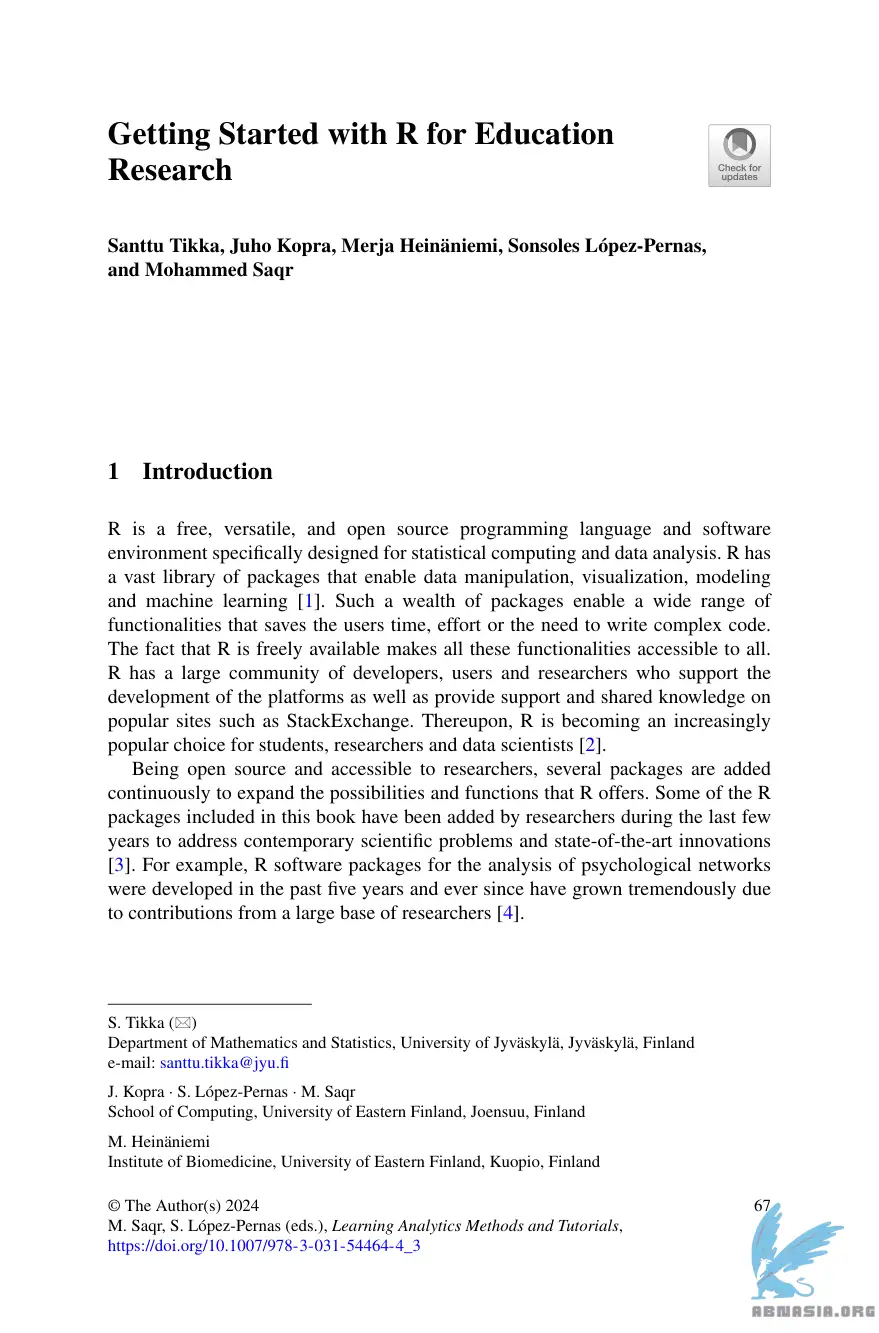 Getting Started with R for Education
Research
Check for
updates
Santtu Tikka, Juho Kopra, Merja Heinäniemi, Sonsoles López-Pernas,
and Mohammed Saqr
1 Introduction
R is a free, versatile, and open source programming language and software
environment specifically designed for statistical computing and data analysis. R has
a vast library of packages that enable data manipulation, visualization, modeling
and machine learning [1]. Such a wealth of packages enable a wide range of
functionalities that saves the users time, effort or the need to write complex code.
The fact that R is freely available makes all these functionalities accessible to all.
R has a large community of developers, users and researchers who support the
development of the platforms as well as provide support and shared knowledge on
popular sites such as StackExchange. Thereupon, R is becoming an increasingly
popular choice for students, researchers and data scientists [2].
Being open source and accessible to researchers, several packages are added
continuously to expand the possibilities and functions that R offers. Some of the R
packages included in this book have been added by researchers during the last few
years to address contemporary scientific problems and state-of-the-art innovations
[3]. For example, R software packages for the analysis of psychological networks
were developed in the past five years and ever since have grown tremendously due
to contributions from a large base of researchers [4].
S. Tikka (✉)
Department of Mathematics and Statistics, University of Jyväskylä, Jyväskylä, Finland
e-mail: santtu.tikka@jyu.fi
J. Kopra · S. López-Pernas · M. Saqr
School of Computing, University of Eastern Finland, Joensuu, Finland
M. Heinäniemi
Institute of Biomedicine, University of Eastern Finland, Kuopio, Finland
© The Author(s) 2024 67
M. Saqr, S. López-Pernas (eds.), Learning Analytics Methods and Tutorials,
https://doi.org/10.1007/978-3-031-54464-4_3
ABNASIA.ORG